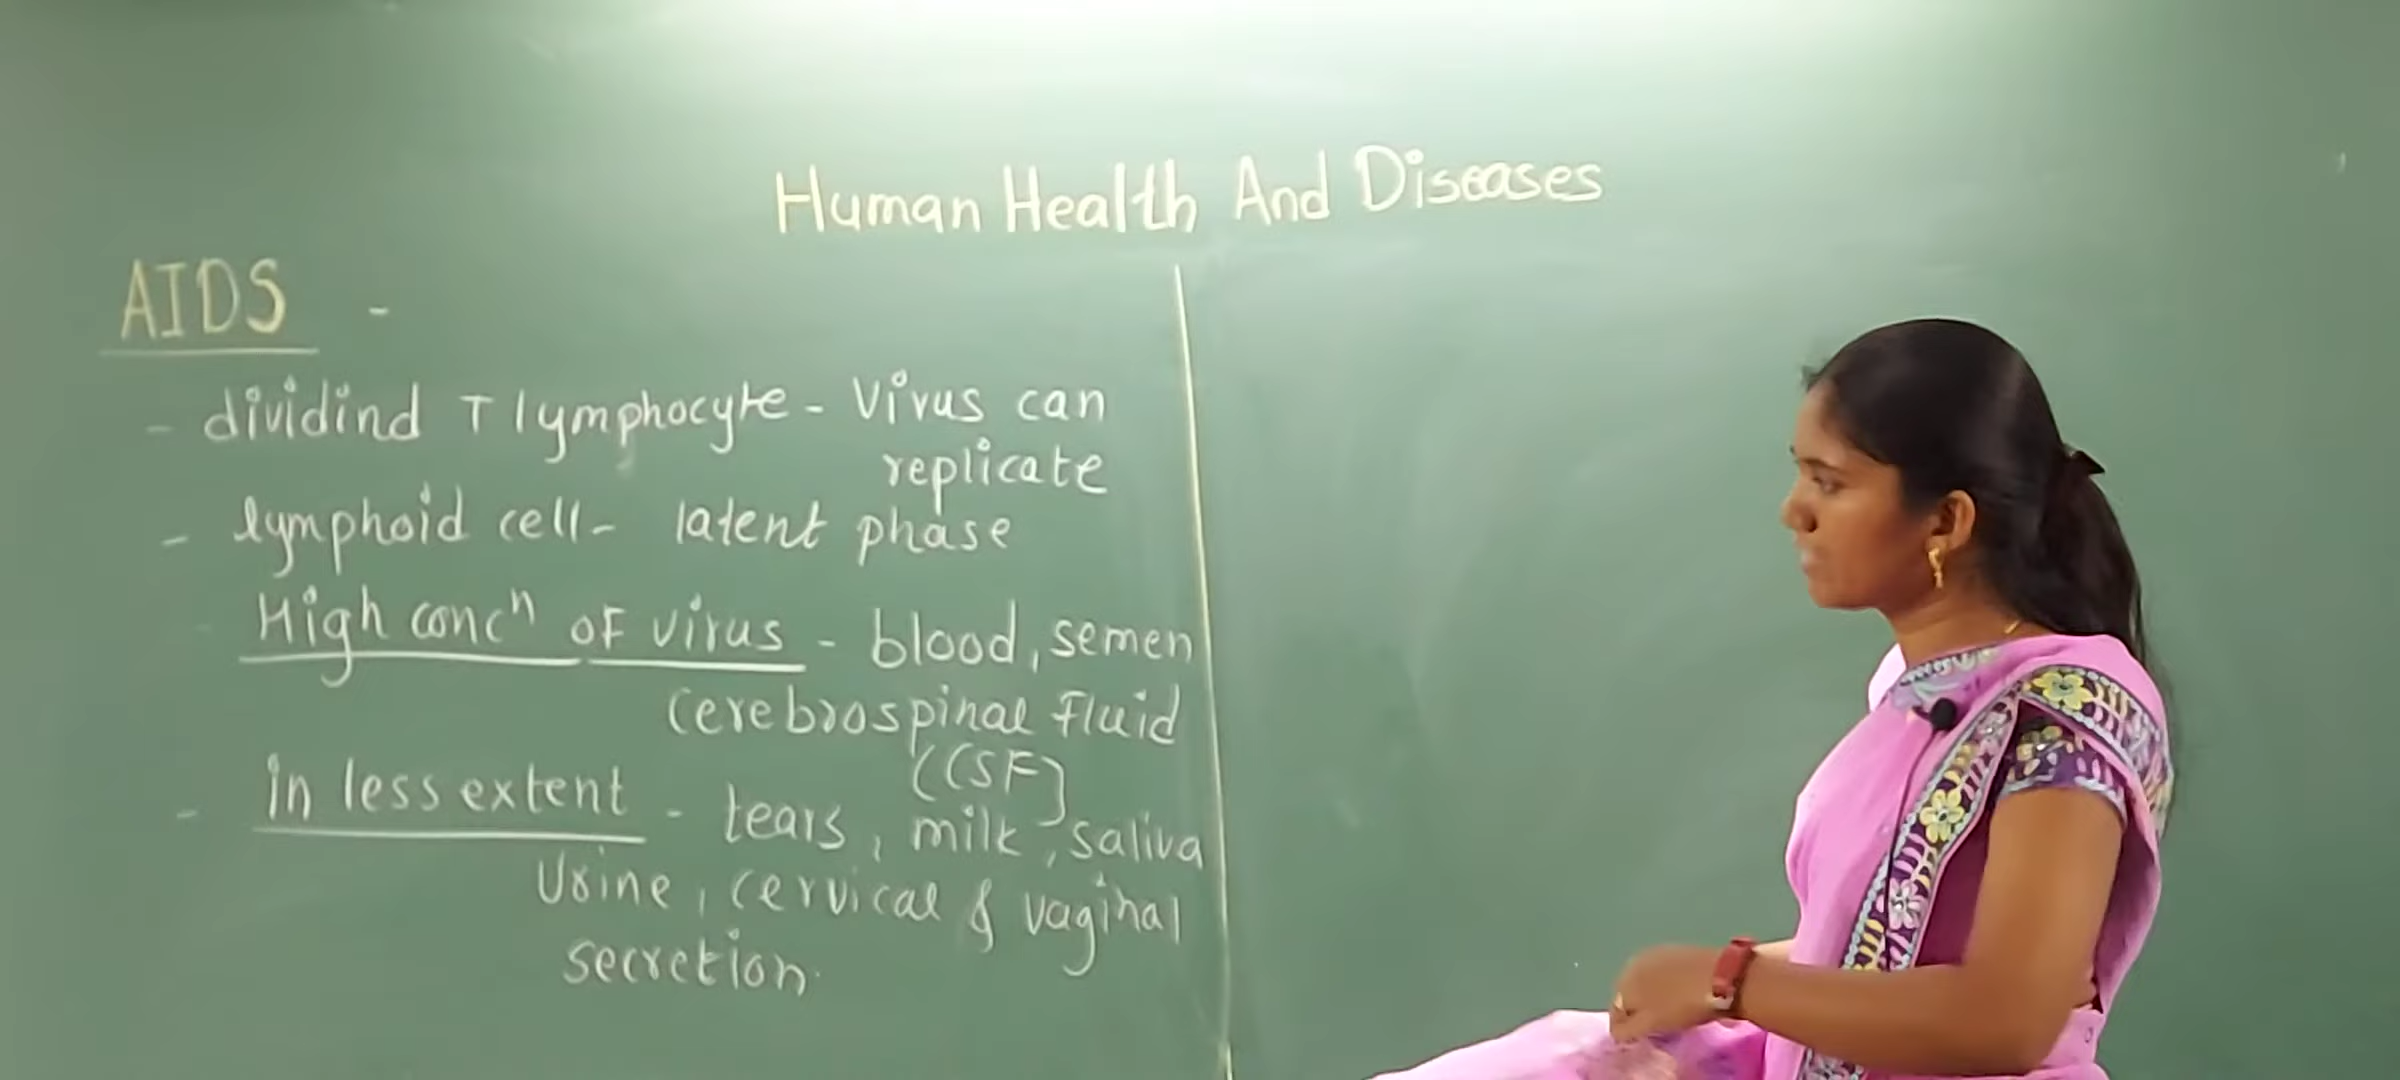 Human Health And Diseases
AIDS -
- dividind T lymphocyte - Virus can
replicate
- lymphoid cell - latent phase
- High concⁿ of virus - blood, semen
Cerebrospinal Fluid
(CSF)
- in less extent - tears, milk, saliva
Urine, cervical & vaginal
secretion.